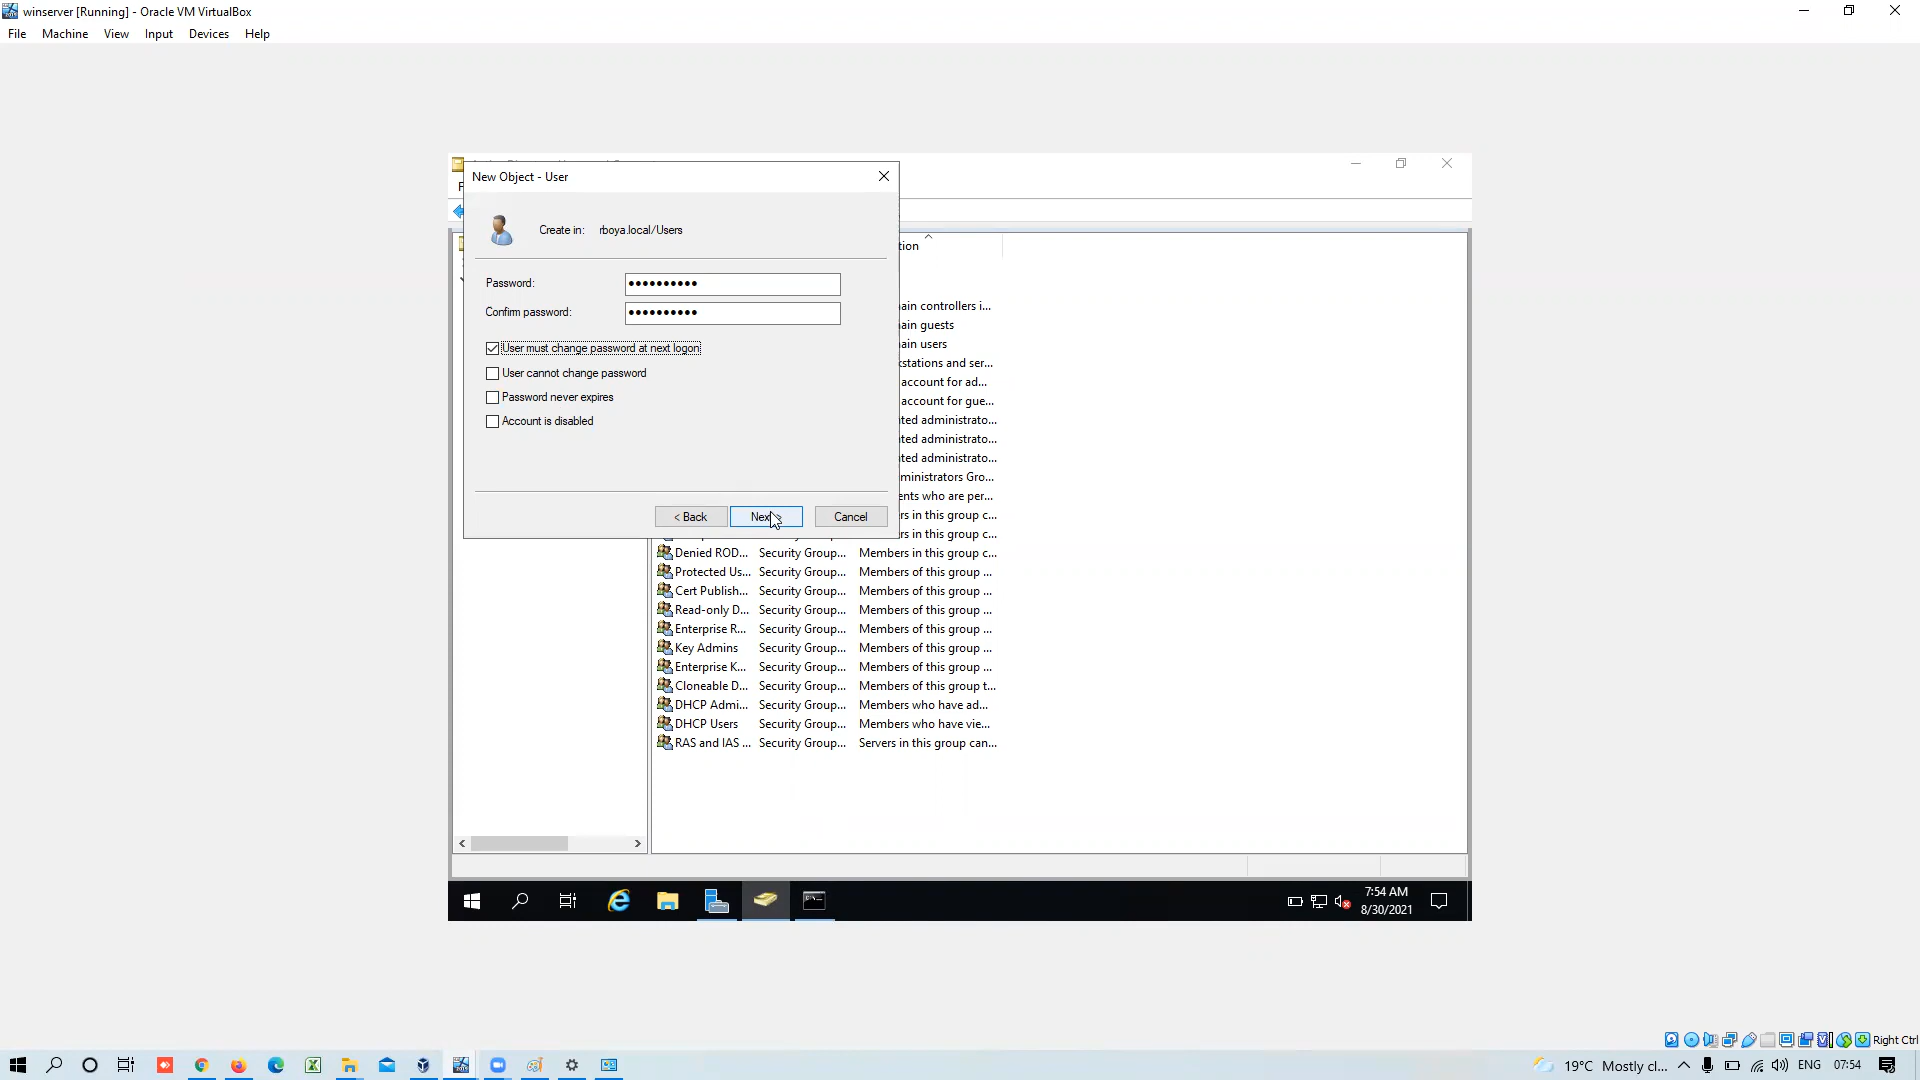 winserver [Running] - Oracle VM VirtualBox
File Machine View Input Devices Help
New Object - User
Create in: rboya.local/Users
Password:
Confirm password:
User must change password at next logon
User cannot change password
Password never expires
Account is disabled
< Back
Cancel
ain controllers i...
ain guests
ain users
kstations and ser...
account for ad...
account for gue...
ated administrato...
ated administrato...
ated administrato...
ministrators Gro...
ents who are per...
rs in this group c...
rs in this group c...
Denied ROD... Security Group... Members in this group c...
Protected Us... Security Group... Members of this group ...
Cert Publish... Security Group... Members of this group ...
Read-only D... Security Group... Members of this group ...
Enterprise R... Security Group... Members of this group ...
Key Admins Security Group... Members of this group ...
Enterprise K... Security Group... Members of this group ...
Cloneable D... Security Group... Members of this group t...
DHCP Admi... Security Group... Members who have ad...
DHCP Users Security Group... Members who have vie...
RAS and IAS ... Security Group... Servers in this group can...
7:54 AM
8/30/2021
Right Ctrl
19°C Mostly cl... ENG 07:54